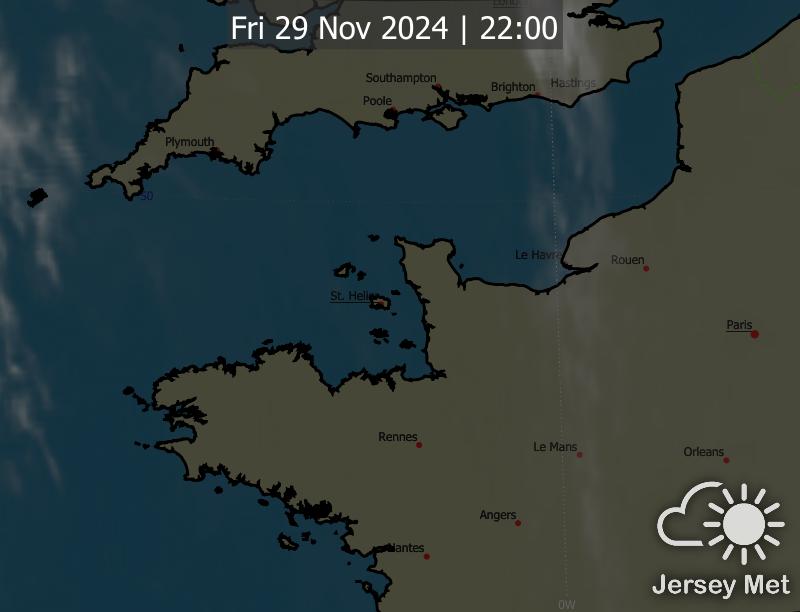 London
Fri 29 Nov 2024 | 22:00
Southampton
Brighton
Hastings
Poole
Plymouth
50
Le Havre
Rouen
St. Helier
Paris
Rennes
Le Mans
Orleans
Angers
Nantes
Jersey Met
0W